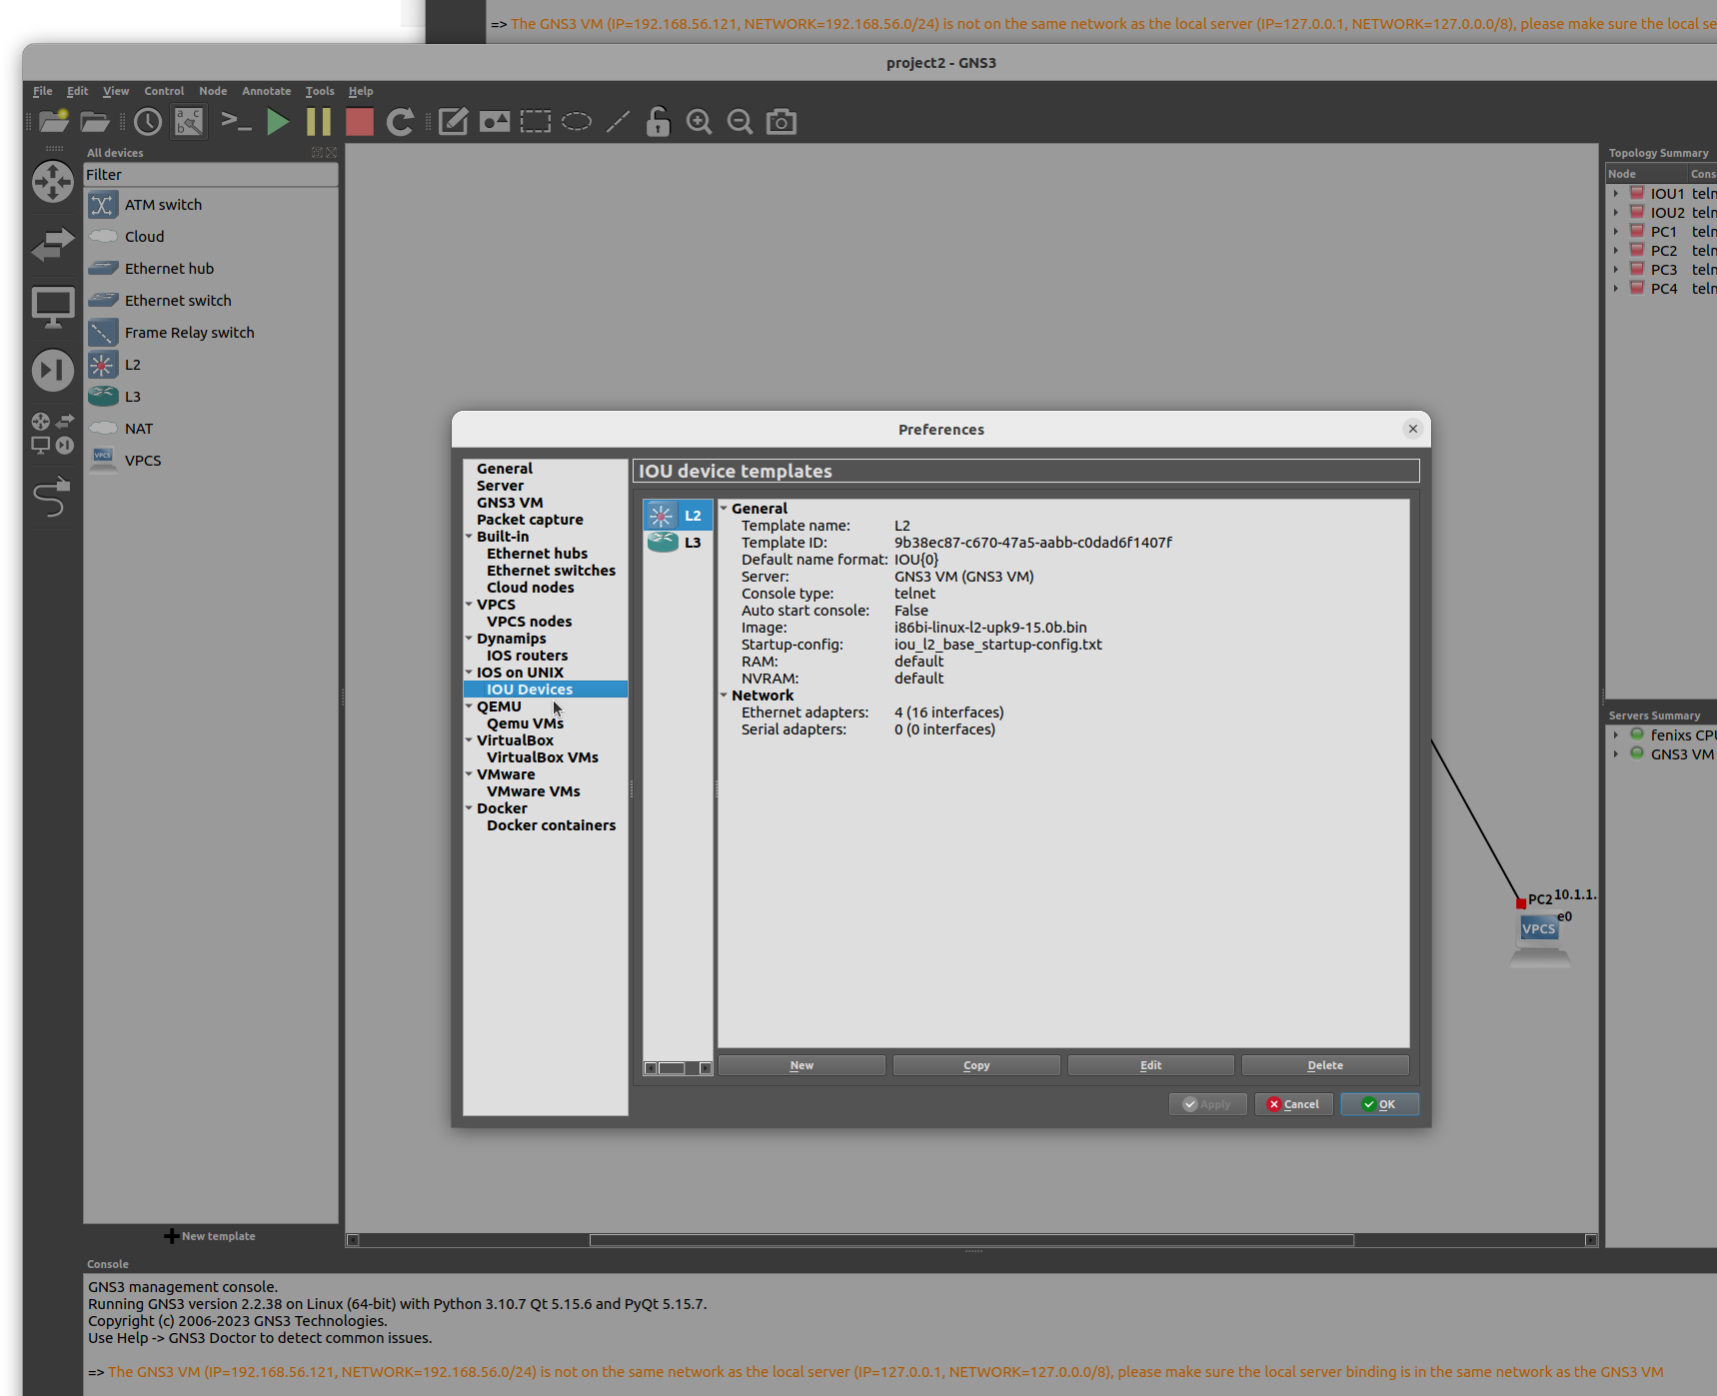 => The GNS3 VM (IP=192.168.56.121, NETWORK=192.168.56.0/24) is not on the same network as the local server (IP=127.0.0.1, NETWORK=127.0.0.0/8), please make sure the local se
project2 - GNS3
File Edit View Control Node Annotate Tools Help
All devices
Filter
ATM switch
Cloud
Ethernet hub
Ethernet switch
Frame Relay switch
L2
L3
NAT
VPCS
New template
Topology Summary
Node Cons
IOU1 teln
IOU2 teln
PC1 teln
PC2 teln
PC3 teln
PC4 teln
Servers Summary
fenixs CPU
GNS3 VM
Preferences
General
Server
GNS3 VM
Packet capture
Built-in
Ethernet hubs
Ethernet switches
Cloud nodes
VPCS
VPCS nodes
Dynamips
IOS routers
IOS on UNIX
IOU Devices
QEMU
Qemu VMs
VirtualBox
VirtualBox VMs
VMware
VMware VMs
Docker
Docker containers
IOU device templates
L2
L3
General
Template name: L2
Template ID: 9b38ec87-c670-47a5-aabb-c0dad6f1407f
Default name format: IOU{0}
Server: GNS3 VM (GNS3 VM)
Console type: telnet
Auto start console: False
Image: i86bi-linux-l2-upk9-15.0b.bin
Startup-config: iou_l2_base_startup-config.txt
RAM: default
NVRAM: default
Network
Ethernet adapters: 4 (16 interfaces)
Serial adapters: 0 (0 interfaces)
New Copy Edit Delete
Apply Cancel OK
PC2 10.1.1.
e0
VPCS
Console
GNS3 management console.
Running GNS3 version 2.2.38 on Linux (64-bit) with Python 3.10.7 Qt 5.15.6 and PyQt 5.15.7.
Copyright (c) 2006-2023 GNS3 Technologies.
Use Help -> GNS3 Doctor to detect common issues.
=> The GNS3 VM (IP=192.168.56.121, NETWORK=192.168.56.0/24) is not on the same network as the local server (IP=127.0.0.1, NETWORK=127.0.0.0/8), please make sure the local server binding is in the same network as the GNS3 VM